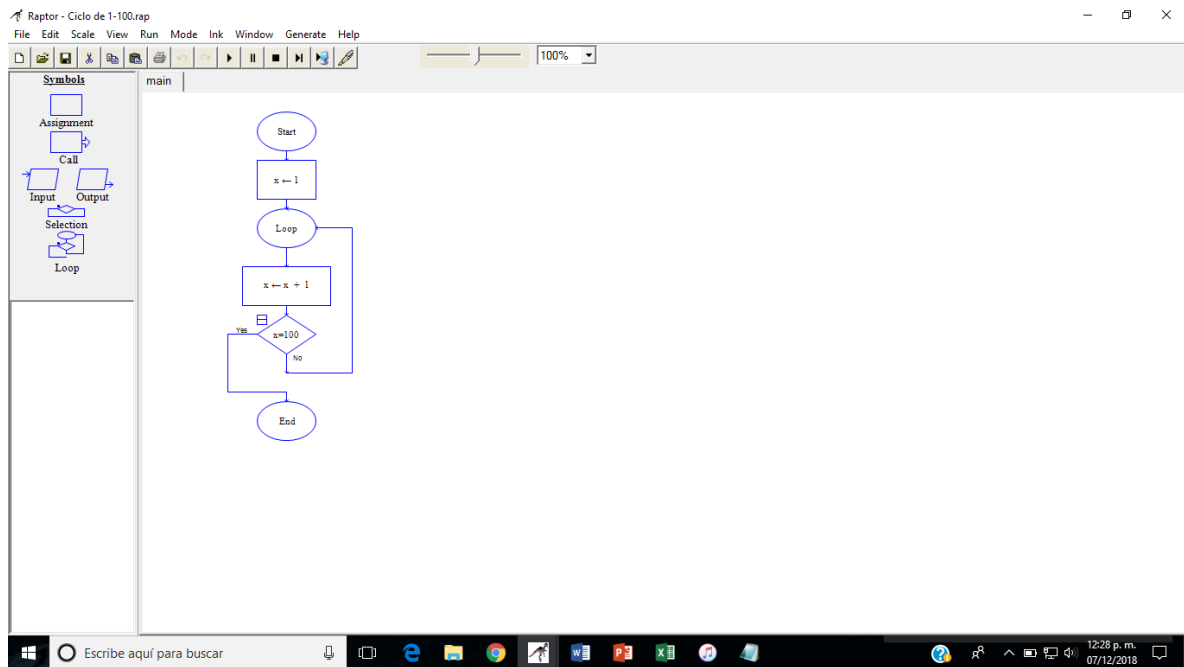 Raptor - Ciclo de 1-100.rap
File Edit Scale View Run Mode Ink Window Generate Help
100%
Symbols
main
Assignment
Call
Input Output
Selection
Loop
Start
x ← 1
Loop
x ← x + 1
Yes
x=100
No
End
Escribe aquí para buscar
12:28 p. m.
07/12/2018